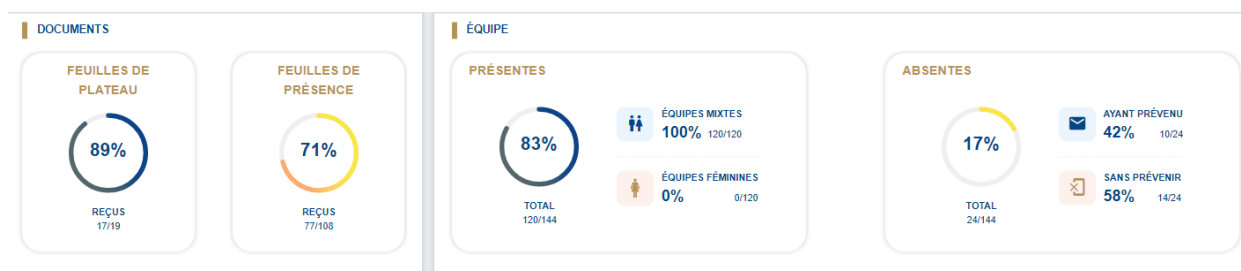 DOCUMENTS
FEUILLES DE
PLATEAU
89%
REÇUS
17/19
FEUILLES DE
PRÉSENCE
71%
REÇUS
77/108
ÉQUIPE
PRÉSENTES
83%
TOTAL
120/144
ÉQUIPES MIXTES
100% 120/120
ÉQUIPES FÉMININES
0% 0/120
ABSENTES
17%
TOTAL
24/144
AYANT PRÉVENU
42% 10/24
SANS PRÉVENIR
58% 14/24